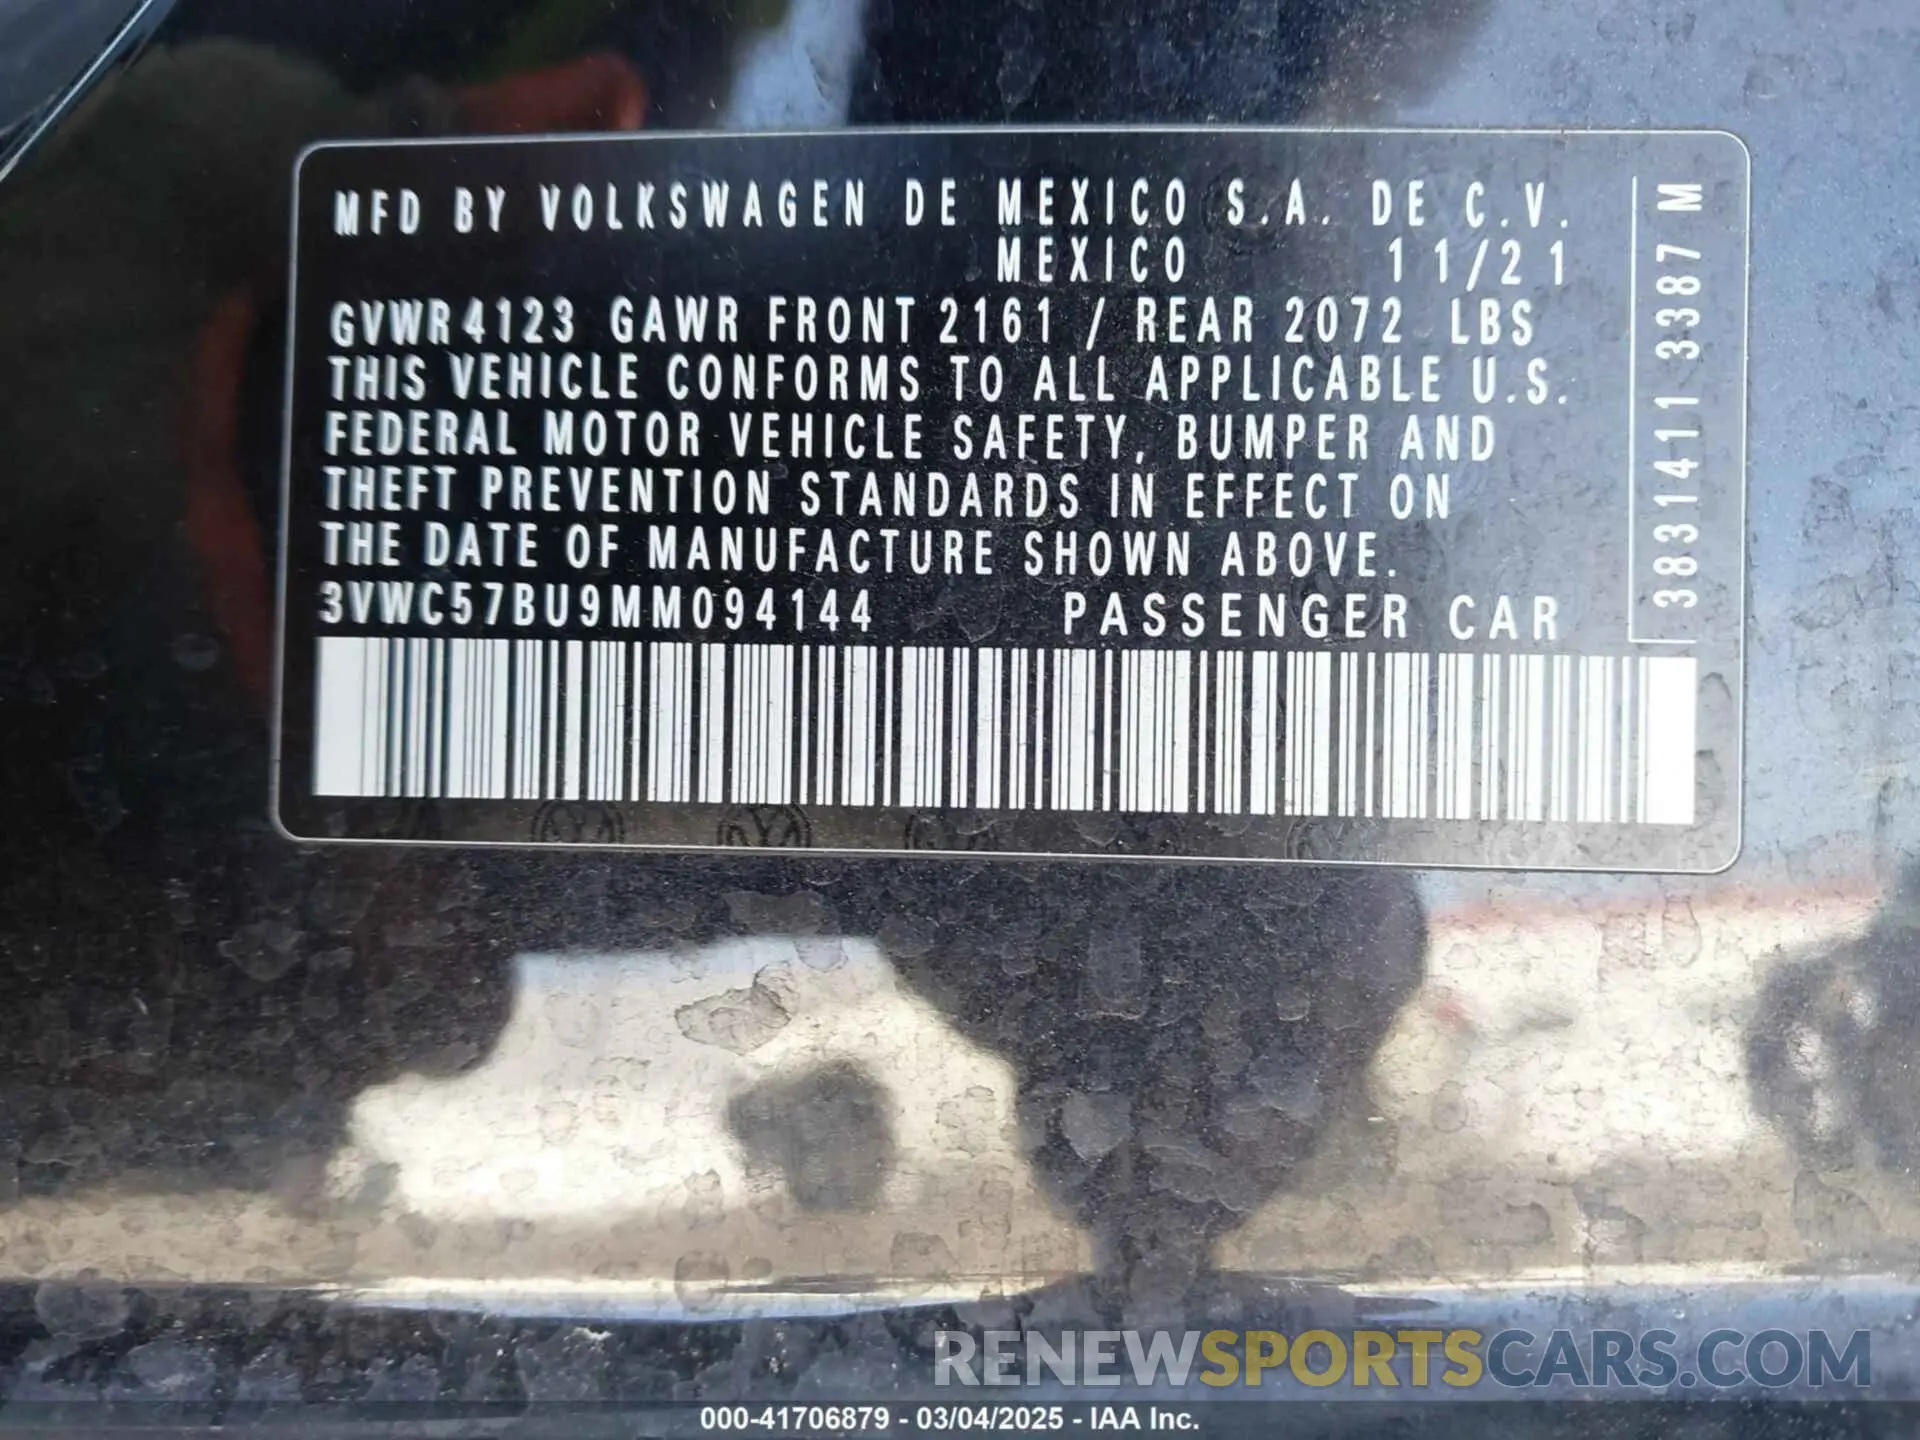 MFD BY VOLKSWAGEN DE MEXICO S.A. DE C.V.
MEXICO 11/21
GVWR 4123 GAWR FRONT 2161 / REAR 2072 LBS
THIS VEHICLE CONFORMS TO ALL APPLICABLE U.S.
FEDERAL MOTOR VEHICLE SAFETY, BUMPER AND
THEFT PREVENTION STANDARDS IN EFFECT ON
THE DATE OF MANUFACTURE SHOWN ABOVE.
3VWC57BU9MM094144 PASSENGER CAR
3831411 3387 M
RENEWSPORTSCARS.COM
000-41706879 - 03/04/2025 - IAA Inc.